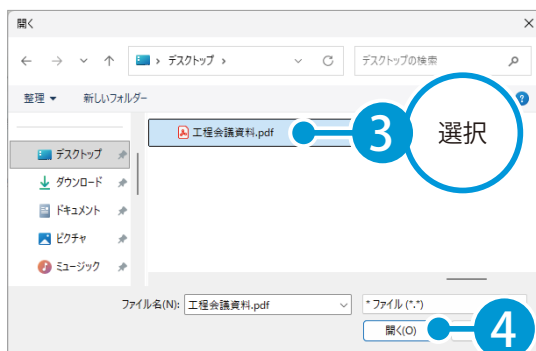 開く
デスクトップ
デスクトップの検索
整理
新しいフォルダー
工程会議資料.pdf
3
選択
デスクトップ
ダウンロード
ドキュメント
ピクチャ
ミュージック
ファイル名(N):
工程会議資料.pdf
* ファイル (*.*)
開く(O)
4